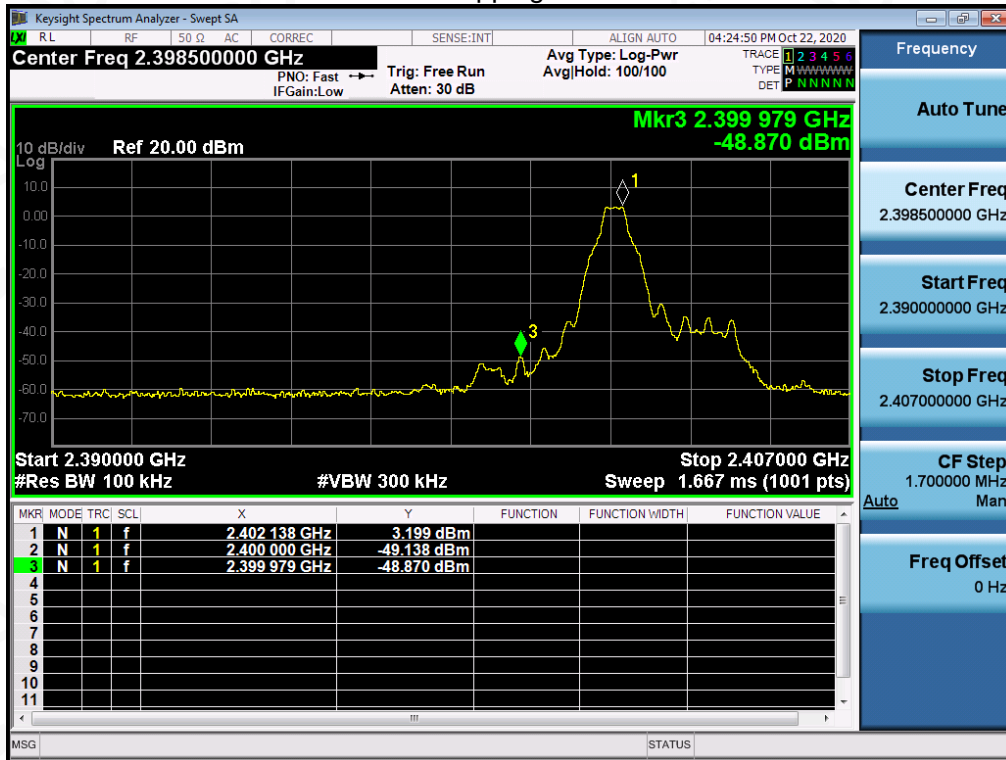 Keysight Spectrum Analyzer - Swept SA
LXI RL RF 50 Ω AC CORREC SENSE:INT ALIGN AUTO 04:24:50 PM Oct 22, 2020
Center Freq 2.398500000 GHz
PNO: Fast
IFGain:Low
Trig: Free Run
Atten: 30 dB
Avg Type: Log-Pwr
Avg|Hold: 100/100
TRACE 1 2 3 4 5 6
TYPE M WWWWW
DET P N N N N N
Mkr3 2.399 979 GHz
-48.870 dBm
10 dB/div Ref 20.00 dBm
Log
10.0
0.00
-10.0
-20.0
-30.0
-40.0
-50.0
-60.0
-70.0
1
3
Start 2.390000 GHz Stop 2.407000 GHz
#Res BW 100 kHz #VBW 300 kHz Sweep 1.667 ms (1001 pts)
MKR MODE TRC SCL X Y FUNCTION FUNCTION WIDTH FUNCTION VALUE
1 N 1 f 2.402 138 GHz 3.199 dBm
2 N 1 f 2.400 000 GHz -49.138 dBm
3 N 1 f 2.399 979 GHz -48.870 dBm
4
5
6
7
8
9
10
11
MSG STATUS
Frequency
Auto Tune
Center Freq
2.398500000 GHz
Start Freq
2.390000000 GHz
Stop Freq
2.407000000 GHz
CF Step
1.700000 MHz
Auto Man
Freq Offset
0 Hz